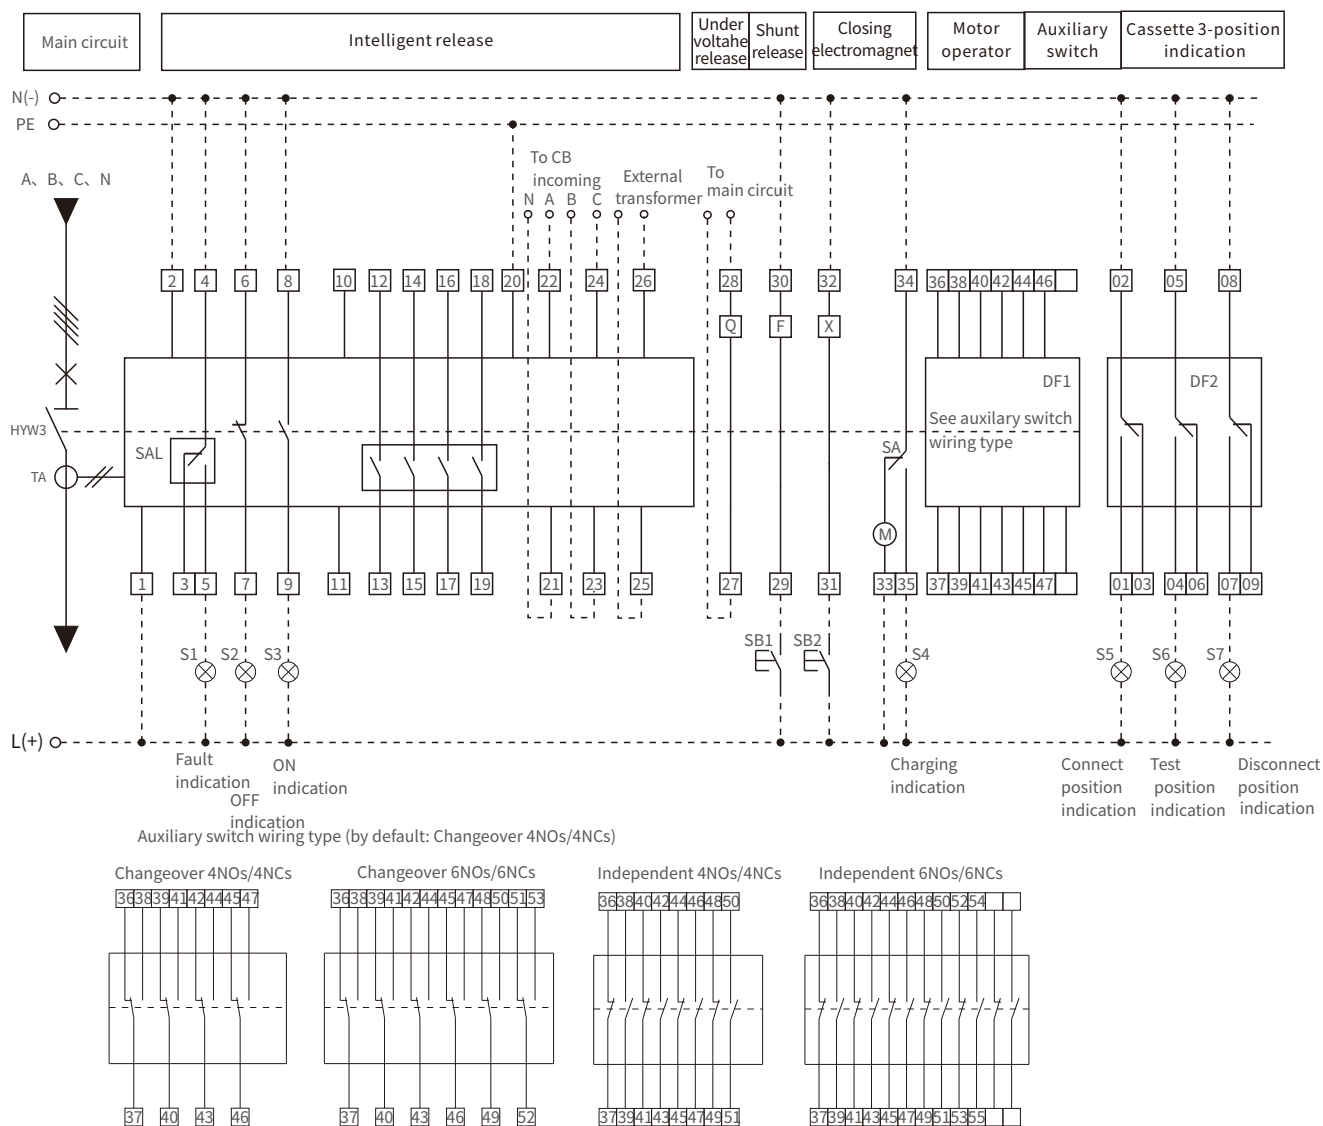 Main circuit
Intelligent release
Under
voltahe
release
Shunt
release
Closing
electromagnet
Motor
operator
Auxiliary
switch
Cassette 3-position
indication
N(-)
PE
A、B、C、N
To CB
incoming
N A B C
External
transformer
To
main circuit
2 4 6 8 10 12 14 16 18 20 22 24 26 28 30 32 34 36 38 40 42 44 46 02 05 08
Q F X
DF1
DF2
See auxilary switch
wiring type
HYW3
SAL
SA
TA
M
1 3 5 7 9 11 13 15 17 19 21 23 25 27 29 31 33 35 37 39 41 43 45 47 01 03 04 06 07 09
SB1 SB2
S1 S2 S3 S4 S5 S6 S7
L(+)
Fault
indication
OFF
indication
ON
indication
Charging
indication
Connect
position
indication
Test
position
indication
Disconnect
position
indication
Auxiliary switch wiring type (by default: Changeover 4NOs/4NCs)
Changeover 4NOs/4NCs
36 38 39 41 42 44 45 47
37 40 43 46
Changeover 6NOs/6NCs
36 38 39 41 42 44 45 47 48 50 51 53
37 40 43 46 49 52
Independent 4NOs/4NCs
36 38 40 42 44 46 48 50
37 39 41 43 45 47 49 51
Independent 6NOs/6NCs
36 38 40 42 44 46 48 50 52 54
37 39 41 43 45 47 49 51 53 55